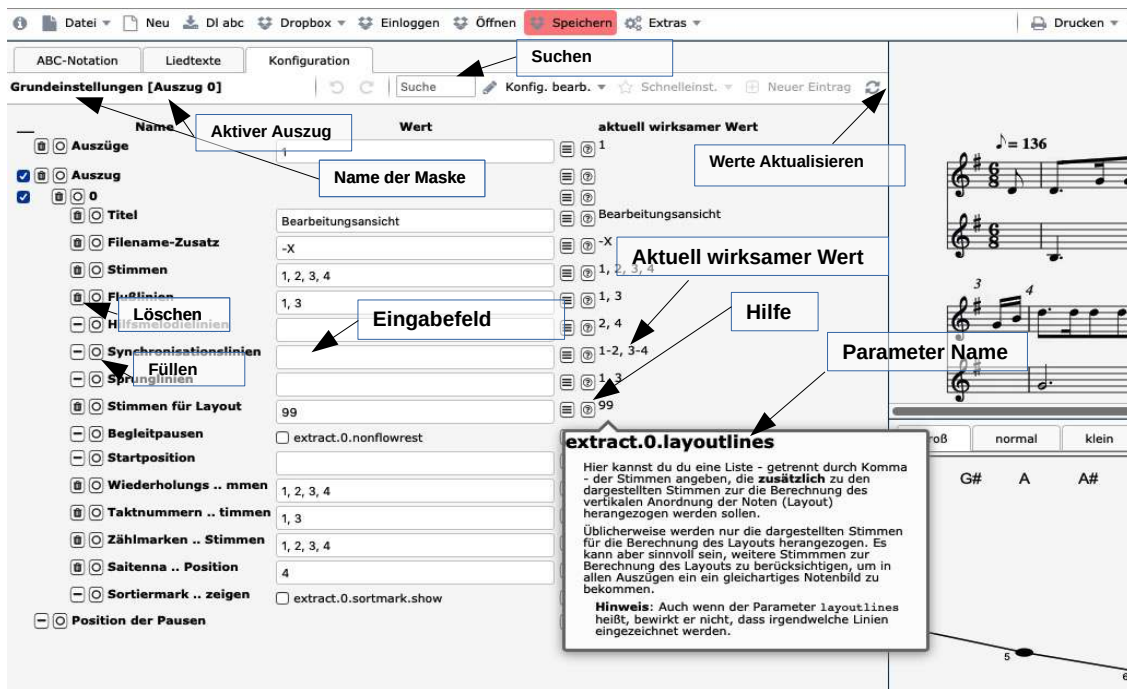 Datei Neu Dl abc Dropbox Einloggen Öffnen Speichern Extras Drucken
ABC-Notation Liedtexte Konfiguration
Suchen
Grundeinstellungen [Auszug 0] Suche Konfig. bearb. Schnelleinst. Neuer Eintrag
Name Wert aktuell wirksamer Wert
Aktiver Auszug
Auszüge 1 1
Werte Aktualisieren
♪= 136
Name der Maske
Auszug
0
Titel Bearbeitungsansicht Bearbeitungsansicht
Filename-Zusatz -X -X
Aktuell wirksamer Wert
Stimmen 1, 2, 3, 4 1, 2, 3, 4
Flußlinien 1, 3 1, 3
3 4
Löschen
Eingabefeld
Hilfe
Hilfsmelodielinien 2, 4
Synchronisationslinien 1-2, 3-4
Parameter Name
Füllen
Sprunglinien 1, 3
Stimmen für Layout 99 99
Begleitpausen extract.0.nonflowrest
extract.0.layoutlines
roß normal klein
Startposition
Hier kannst du du eine Liste - getrennt durch Komma
- der Stimmen angeben, die zusätzlich zu den
dargestellten Stimmen zur die Berechnung des
vertikalen Anordnung der Noten (Layout)
herangezogen werden sollen.
G# A A#
Wiederholungs .. mmen 1, 2, 3, 4
Taktnummern .. timmen 1, 3
Üblicherweise werden nur die dargestellten Stimmen
für die Berechnung des Layouts herangezogen. Es
kann aber sinnvoll sein, weitere Stimmmen zur
Berechnung des Layouts zu berücksichtigen, um in
allen Auszügen ein ein gleichartiges Notenbild zu
bekommen.
Zählmarken .. Stimmen 1, 2, 3, 4
Saitenna .. Position 4
Sortiermark .. zeigen extract.0.sortmark.show
Hinweis: Auch wenn der Parameter layoutlines
heißt, bewirkt er nicht, dass irgendwelche Linien
eingezeichnet werden.
Position der Pausen
5
6